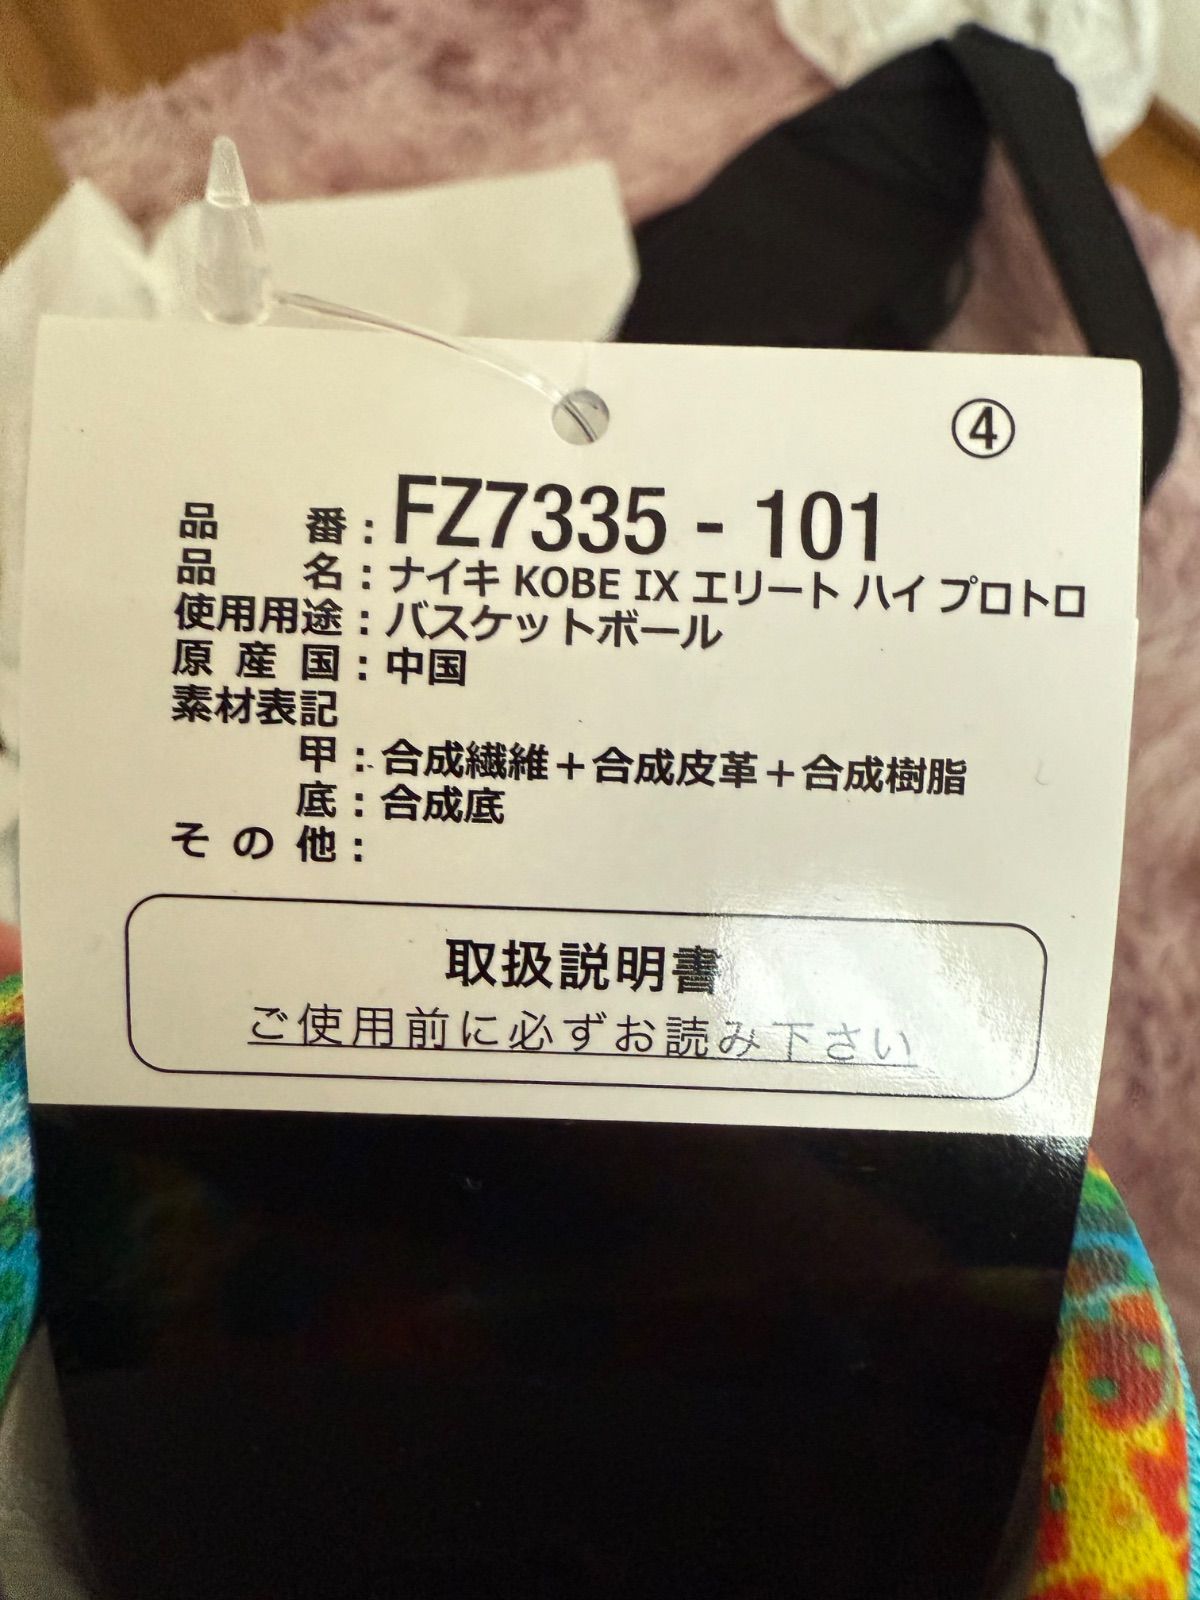 ④
品番：FZ7335 - 101
品名：ナイキ KOBE IX エリート ハイ プロトロ
使用用途：バスケットボール
原産国：中国
素材表記
甲：合成繊維＋合成皮革＋合成樹脂
底：合成底
その他：
取扱説明書
ご使用前に必ずお読み下さい